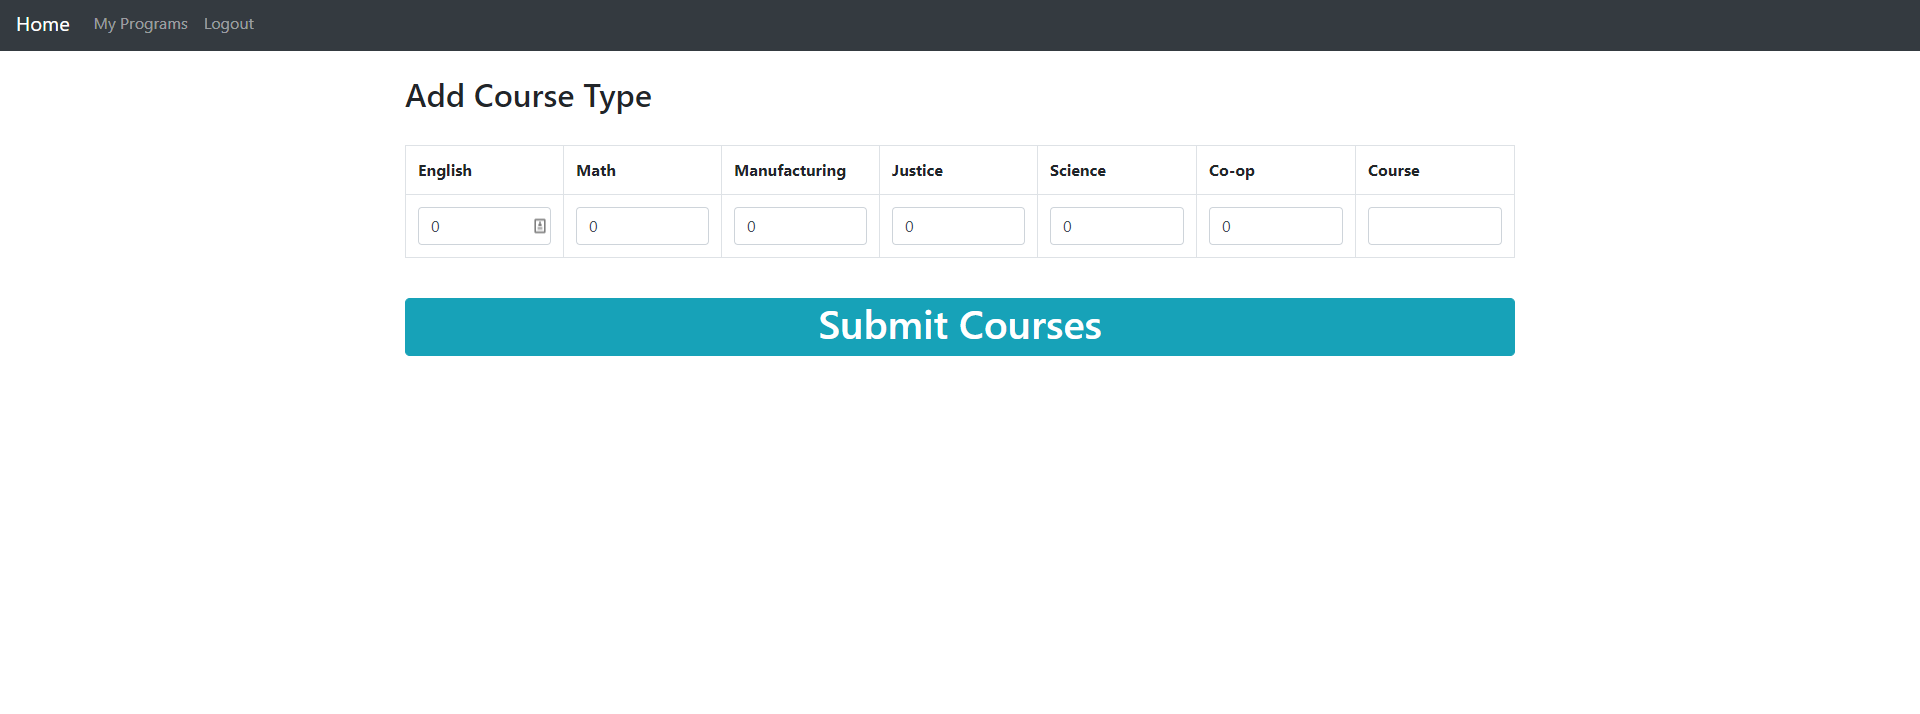 Home My Programs Logout
Add Course Type
English Math Manufacturing Justice Science Co-op Course
0 0 0 0 0 0
Submit Courses